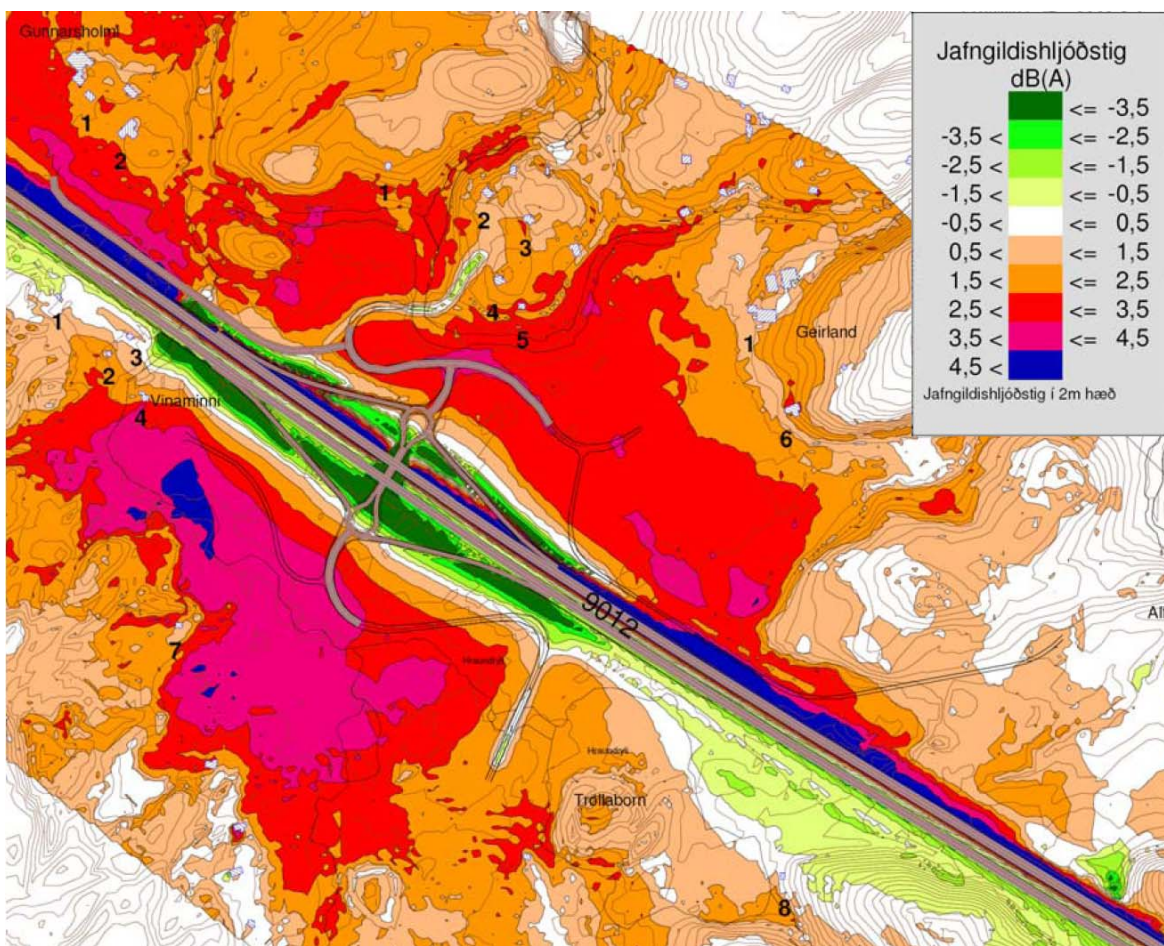 Gunnarsholmi
Jafngildishljóðstig
dB(A)
<= -3,5
-3,5 < <= -2,5
-2,5 < <= -1,5
-1,5 < <= -0,5
-0,5 < <= 0,5
0,5 < <= 1,5
1,5 < <= 2,5
2,5 < <= 3,5
3,5 < <= 4,5
4,5 <
Jafngildishljóðstig í 2m hæð
1
2
1
2
3
4
5
1
Geirland
6
1
3
2
Vinaminni
4
9012
Al
7
Tröllaborn
8